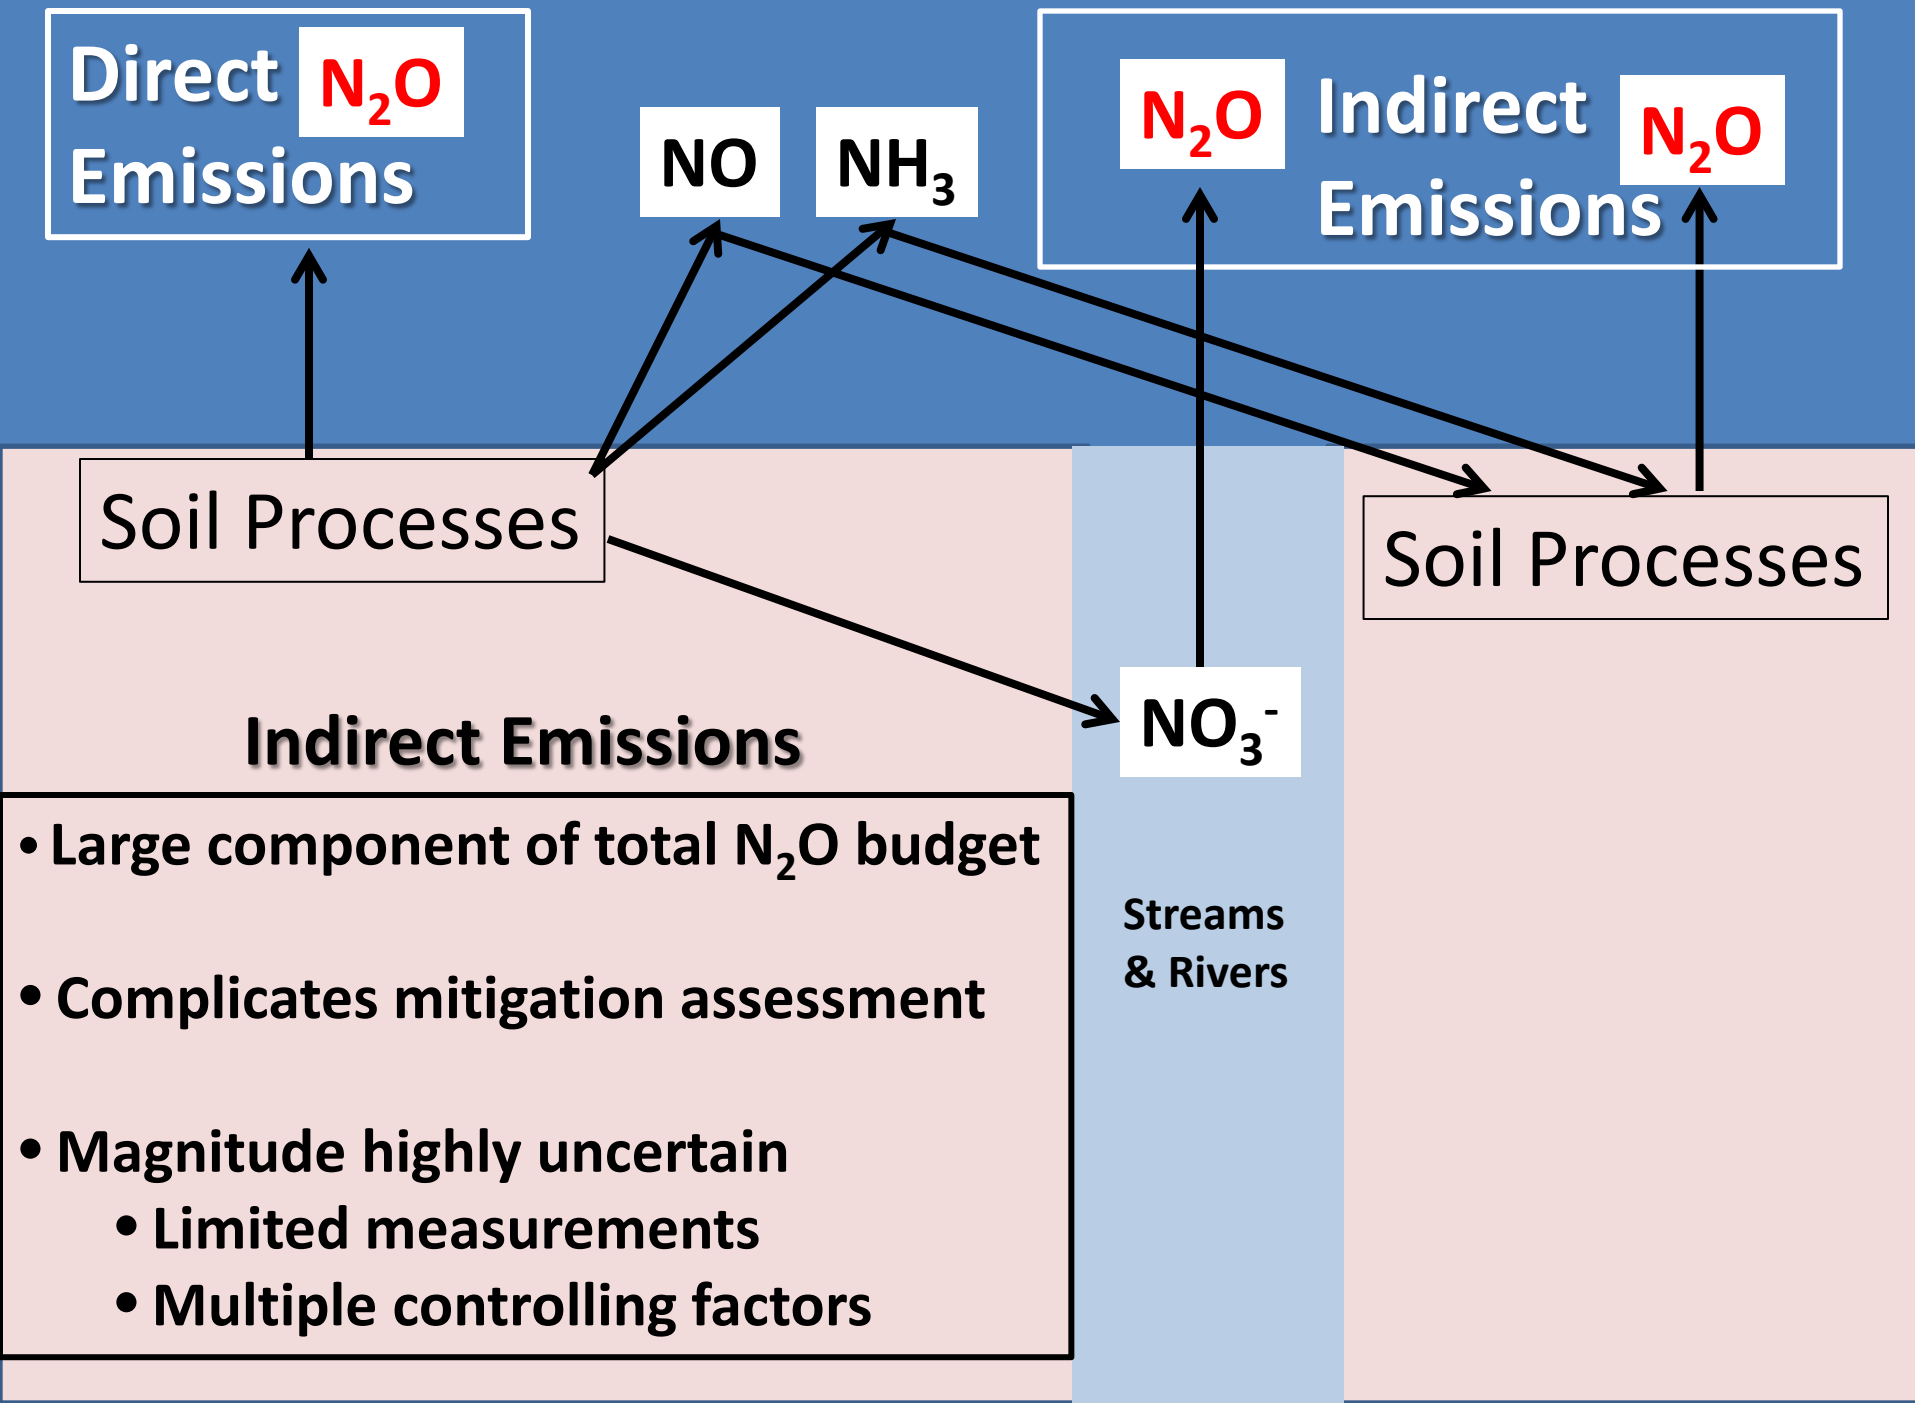 Direct N₂O
Emissions
NO
NH₃
N₂O
Indirect N₂O
Emissions
Soil Processes
Soil Processes
NO₃⁻
Indirect Emissions
• Large component of total N₂O budget
• Complicates mitigation assessment
• Magnitude highly uncertain
• Limited measurements
• Multiple controlling factors
Streams
& Rivers